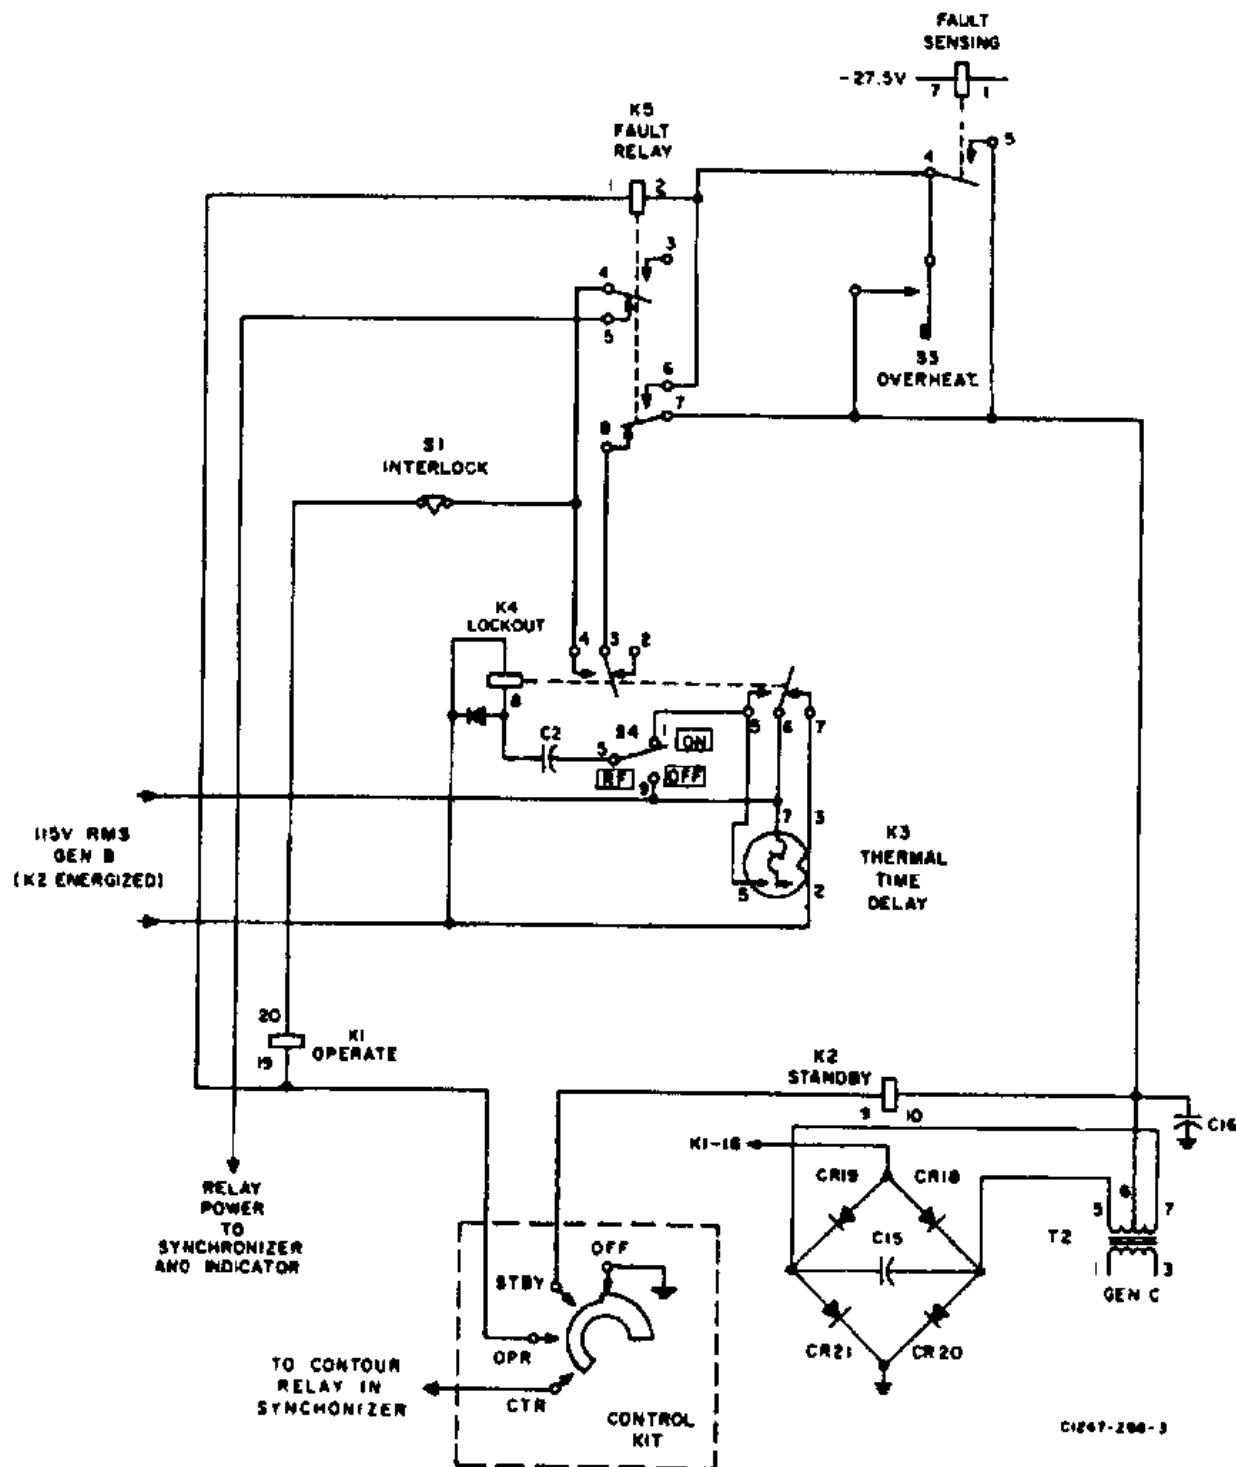 FAULT
SENSING
-27.5V
7
1
K5
FAULT
RELAY
1
2
4
5
3
4
5
S3
OVERHEAT.
6
7
8
S1
INTERLOCK
K4
LOCKOUT
4
3
2
8
C2
S4
1
ON
5
RF
9
OFF
5
6
7
115V RMS
GEN B
(K2 ENERGIZED)
7
3
5
2
K3
THERMAL
TIME
DELAY
20
19
K1
OPERATE
K2
STANDBY
9
10
C16
K1-16
CR19
CR18
C15
CR21
CR20
5
6
7
T2
1
3
GEN C
RELAY
POWER
TO
SYNCHRONIZER
AND INDICATOR
OFF
STBY
OPR
CTR
TO CONTOUR
RELAY IN
SYNCHONIZER
CONTROL
KIT
C1247-288-3